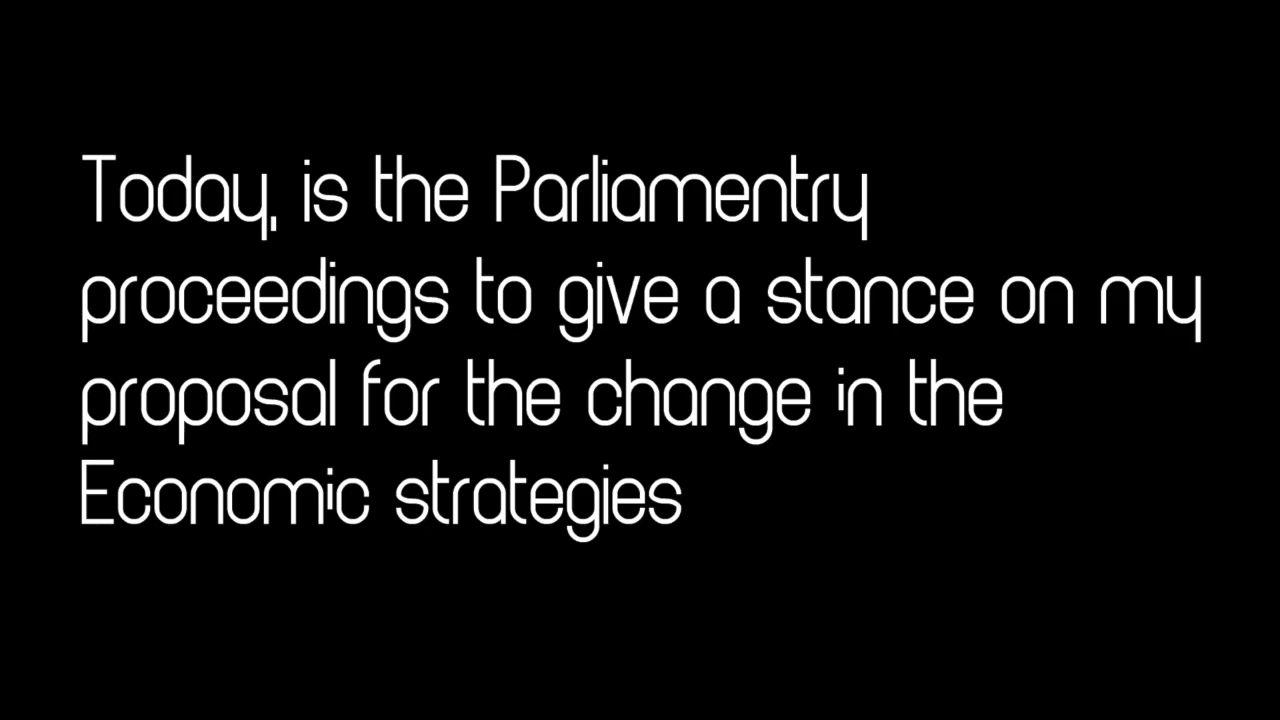 Today, is the Parliamentry
proceedings to give a stance on my
proposal for the change in the
Economic strategies